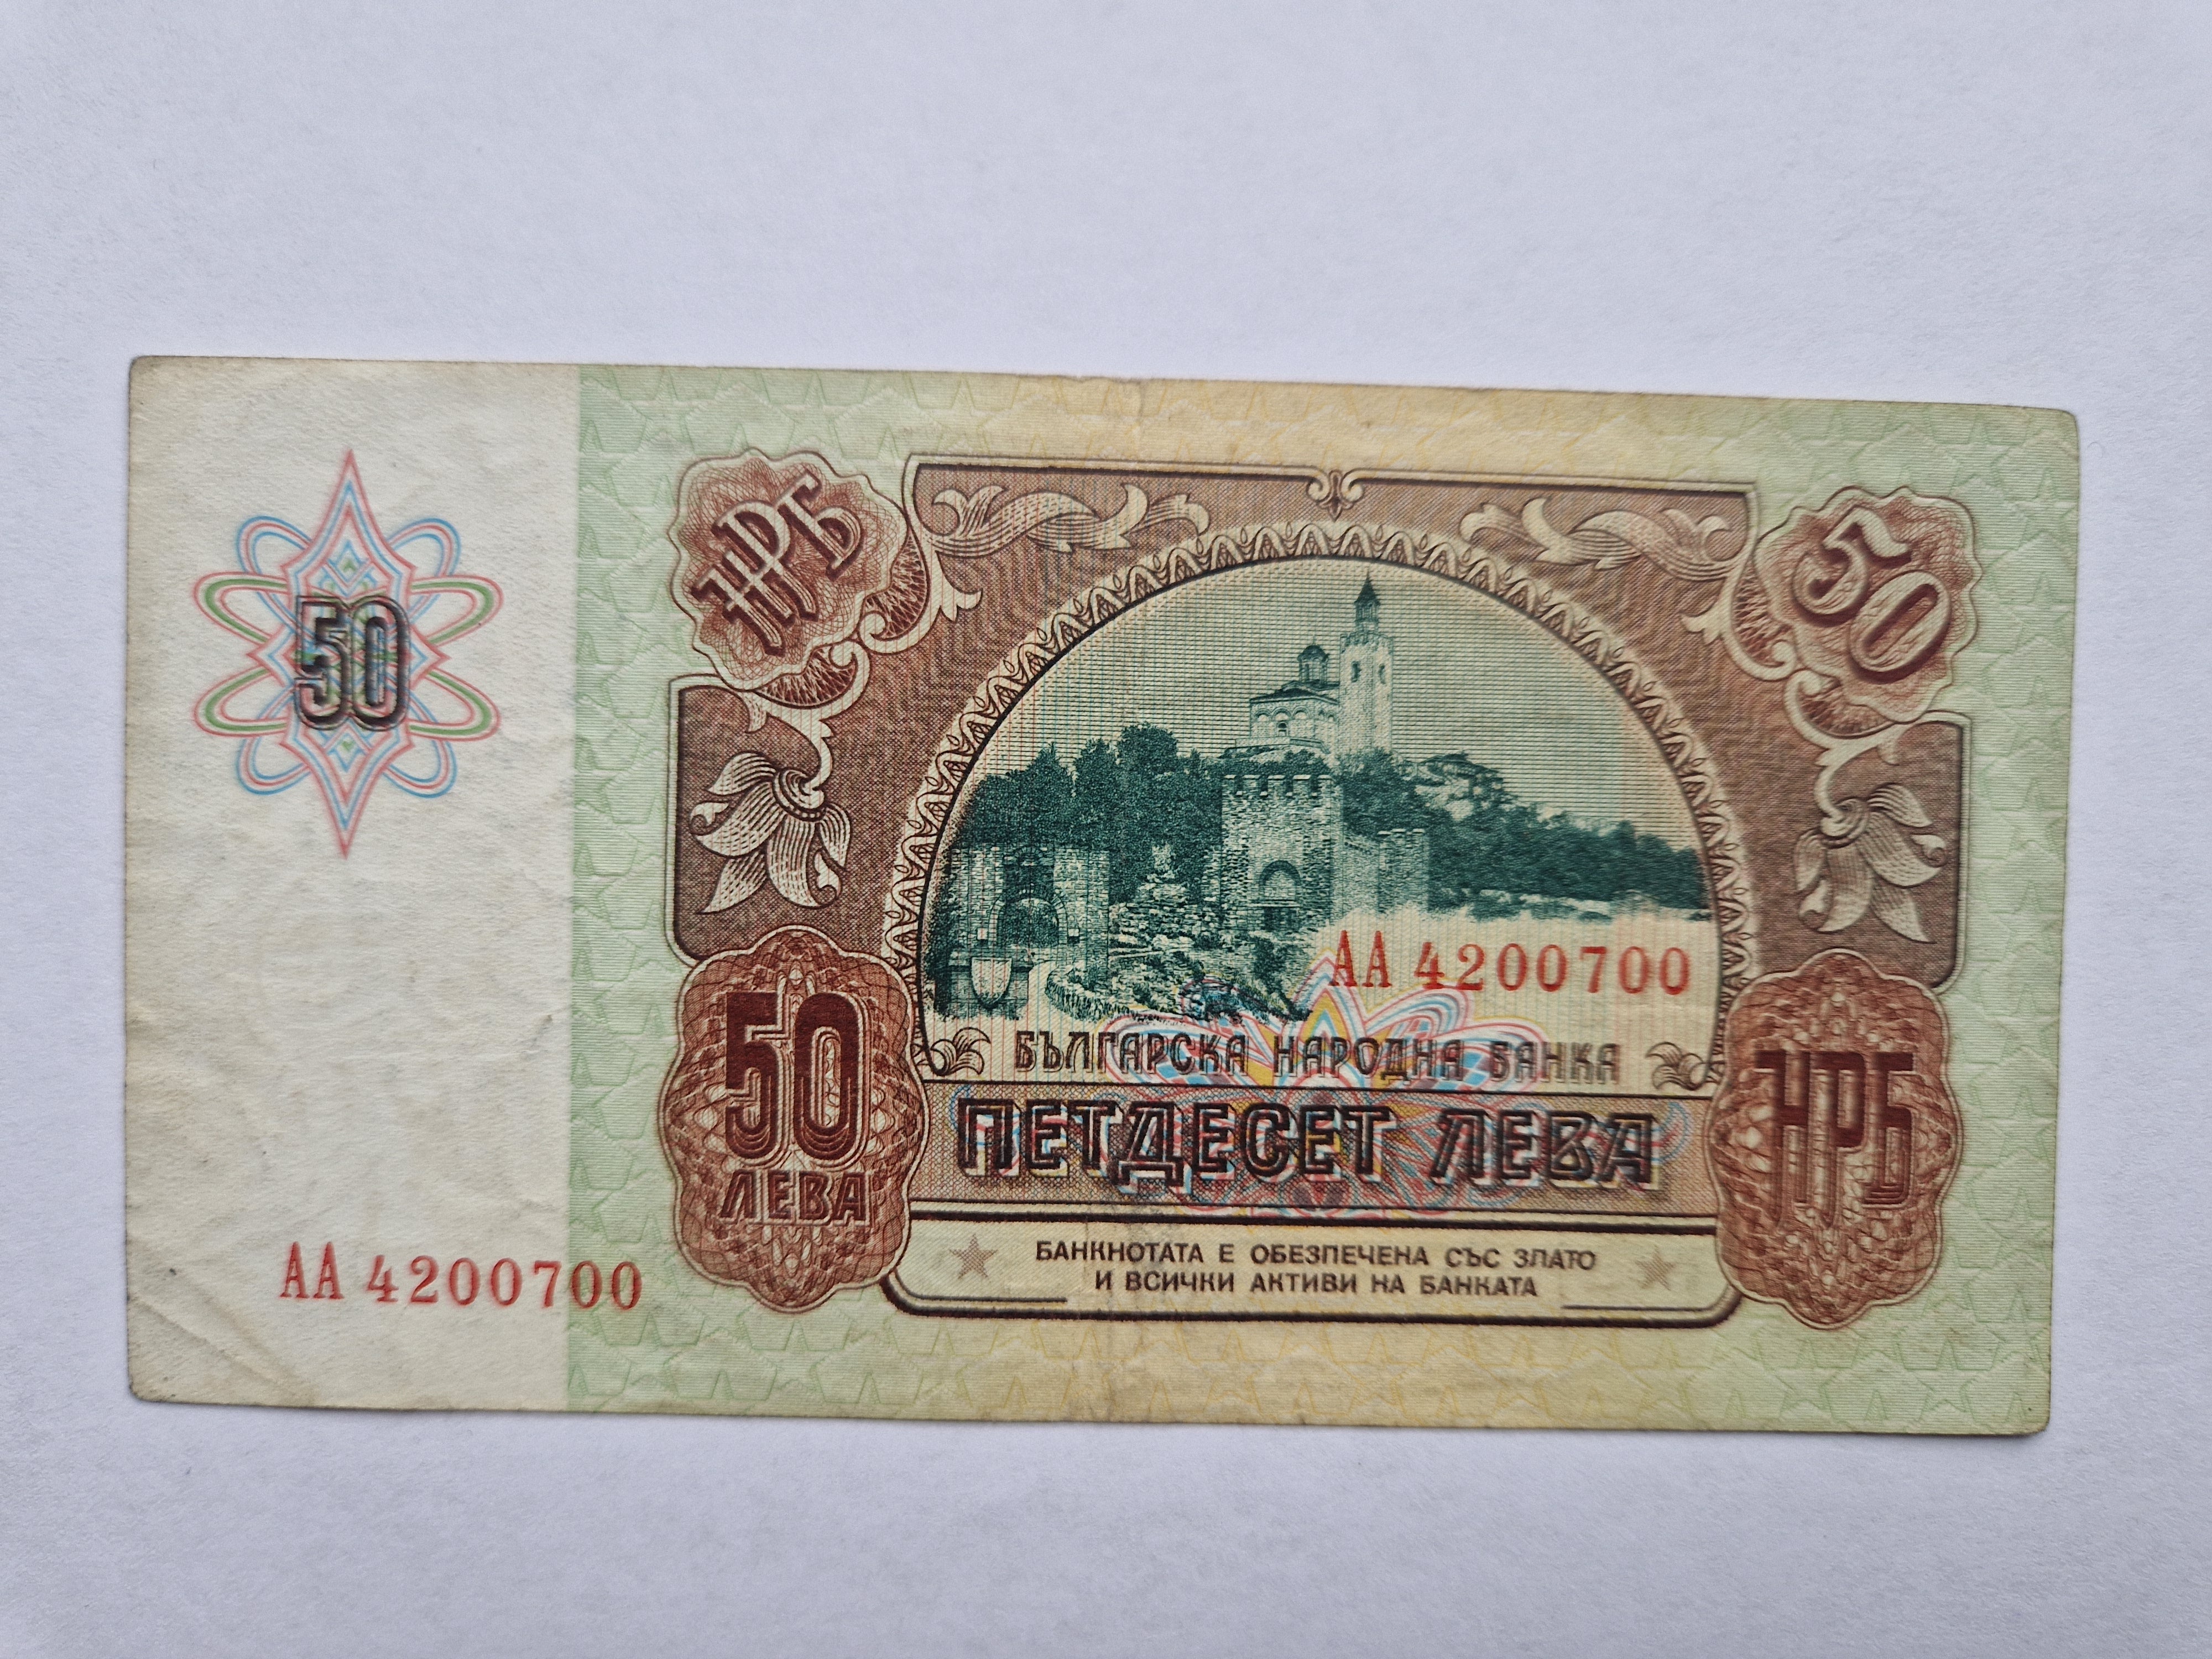 50
НРБ
50
АА 4200700
БЪЛГАРСКА НАРОДНА БАНКА
50
ЛЕВА
ПЕТДЕСЕТ ЛЕВА
НРБ
БАНКНОТАТА Е ОБЕЗПЕЧЕНА СЪС ЗЛАТО
И ВСИЧКИ АКТИВИ НА БАНКАТА
АА 4200700